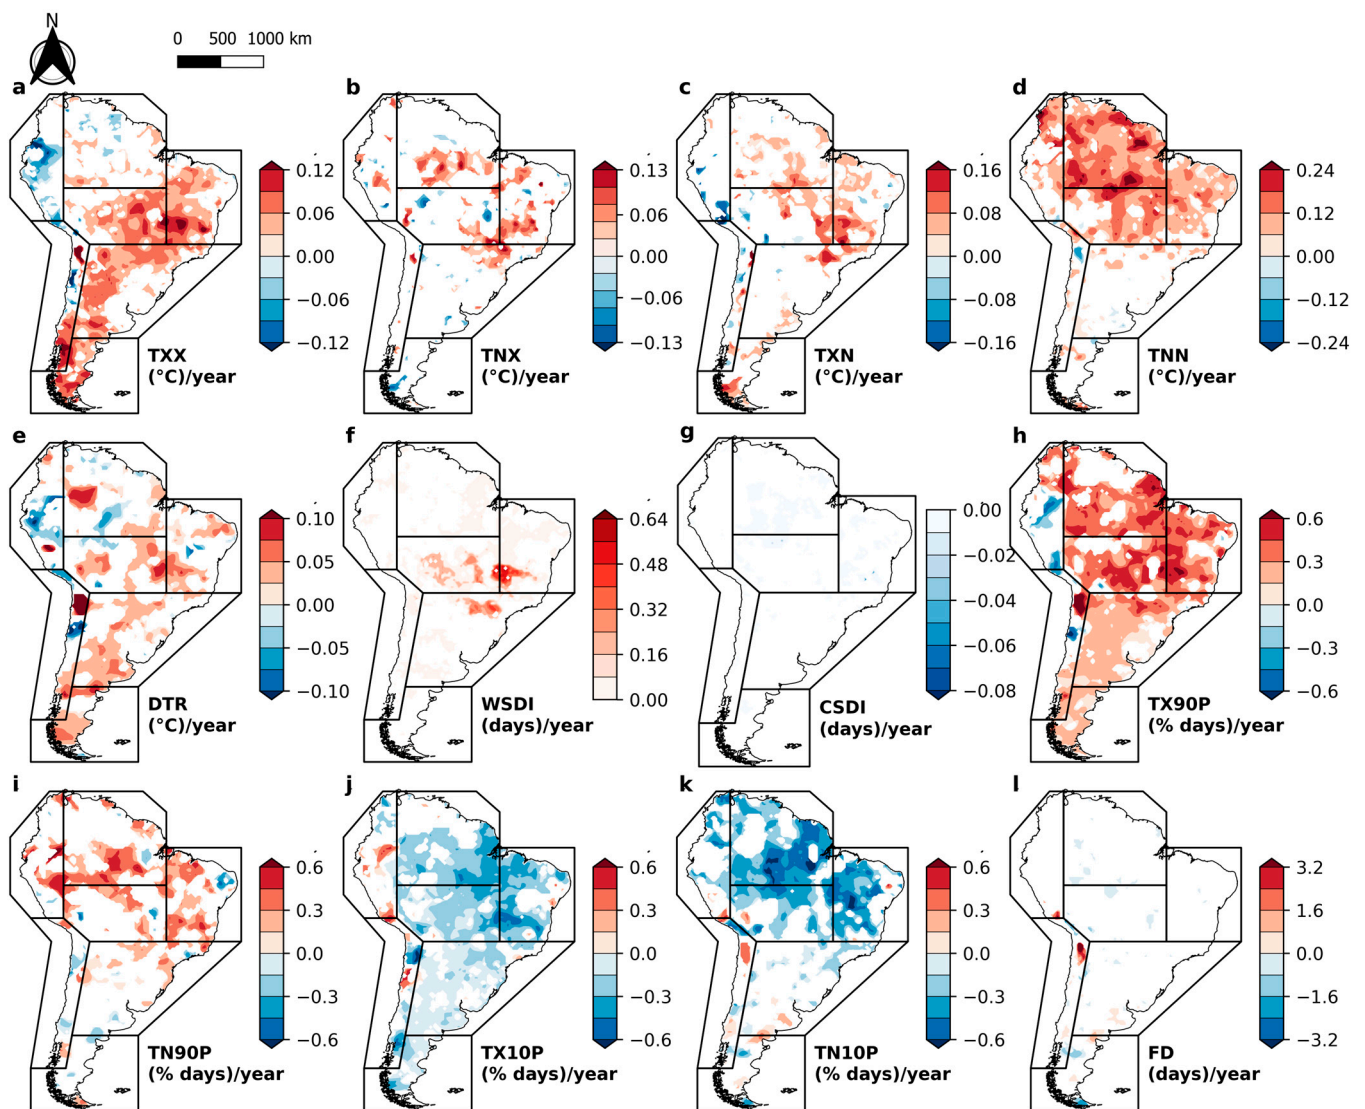 N
0 500 1000 km
a
b
c
d
0.12
0.06
0.00
−0.06
−0.12
TXX
(°C)/year
0.13
0.06
0.00
−0.06
−0.13
TNX
(°C)/year
0.16
0.08
0.00
−0.08
−0.16
TXN
(°C)/year
0.24
0.12
0.00
−0.12
−0.24
TNN
(°C)/year
e
f
g
h
0.10
0.05
0.00
−0.05
−0.10
DTR
(°C)/year
0.64
0.48
0.32
0.16
0.00
WSDI
(days)/year
0.00
−0.02
−0.04
−0.06
−0.08
CSDI
(days)/year
0.6
0.3
0.0
−0.3
−0.6
TX90P
(% days)/year
i
j
k
l
0.6
0.3
0.0
−0.3
−0.6
TN90P
(% days)/year
0.6
0.3
0.0
−0.3
−0.6
TX10P
(% days)/year
0.6
0.3
0.0
−0.3
−0.6
TN10P
(% days)/year
3.2
1.6
0.0
−1.6
−3.2
FD
(days)/year